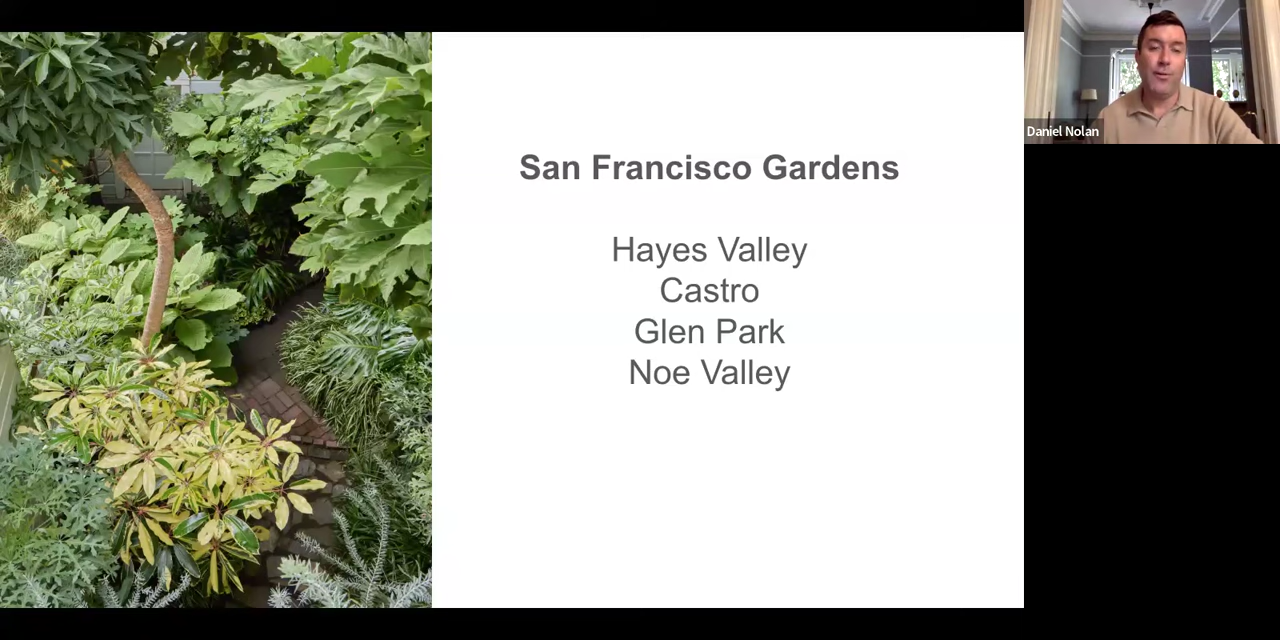 San Francisco Gardens
Hayes Valley
Castro
Glen Park
Noe Valley
Daniel Nolan